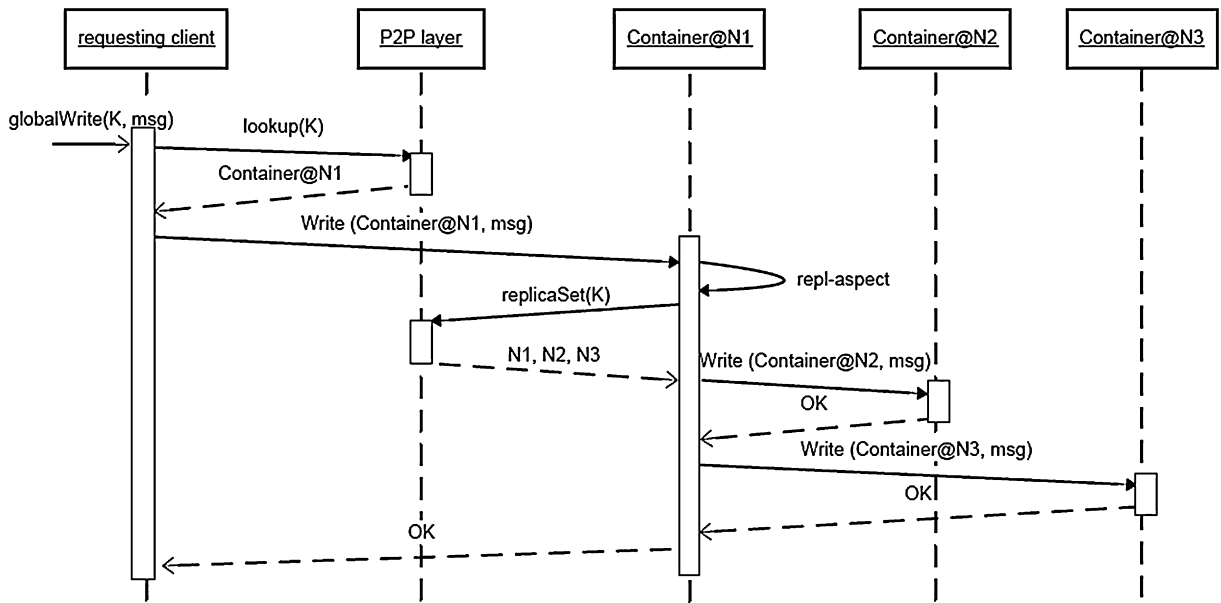 requesting client
P2P layer
Container@N1
Container@N2
Container@N3
globalWrite(K, msg)
lookup(K)
Container@N1
Write (Container@N1, msg)
repl-aspect
replicaSet(K)
N1, N2, N3
Write (Container@N2, msg)
OK
Write (Container@N3, msg)
OK
OK